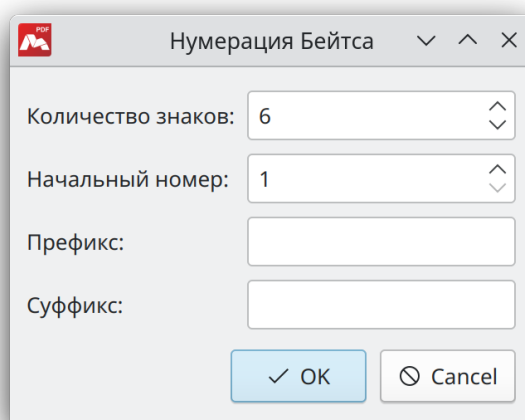 PDF
Нумерация Бейтса
Количество знаков: 6
Начальный номер: 1
Префикс:
Суффикс:
OK Cancel